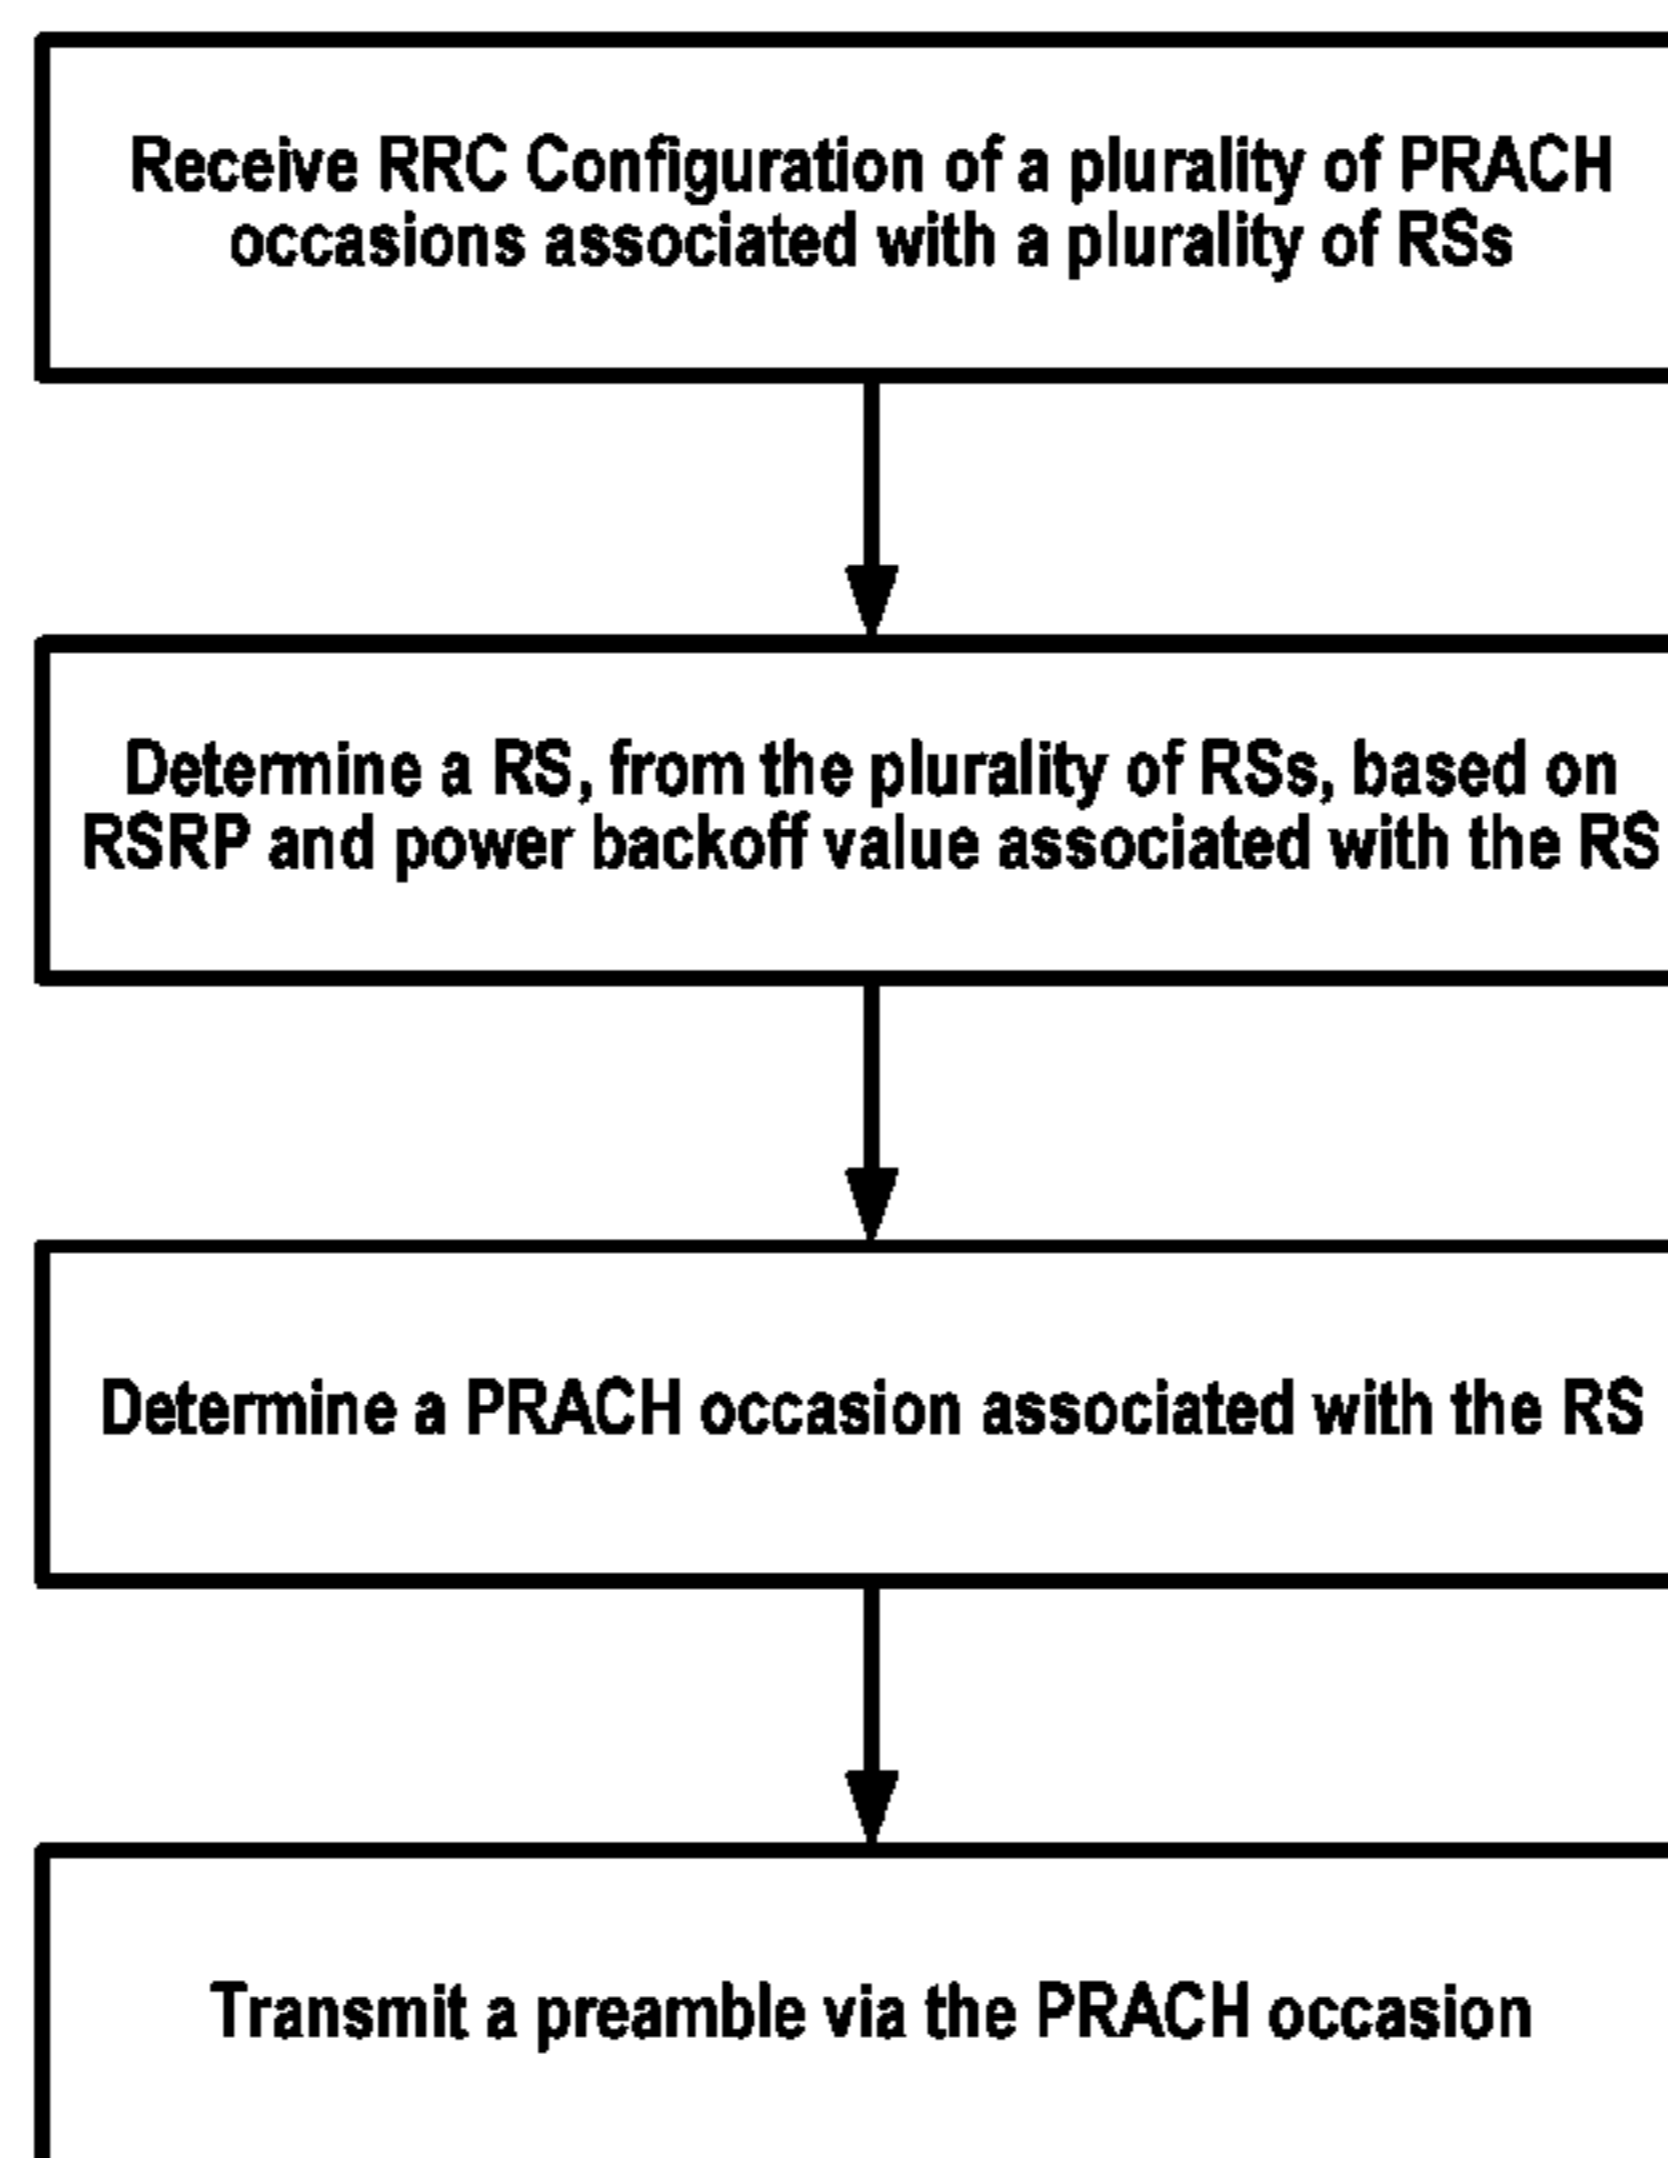 Receive RRC Configuration of a plurality of PRACH
occasions associated with a plurality of RSs
Determine a RS, from the plurality of RSs, based on
RSRP and power backoff value associated with the RS
Determine a PRACH occasion associated with the RS
Transmit a preamble via the PRACH occasion